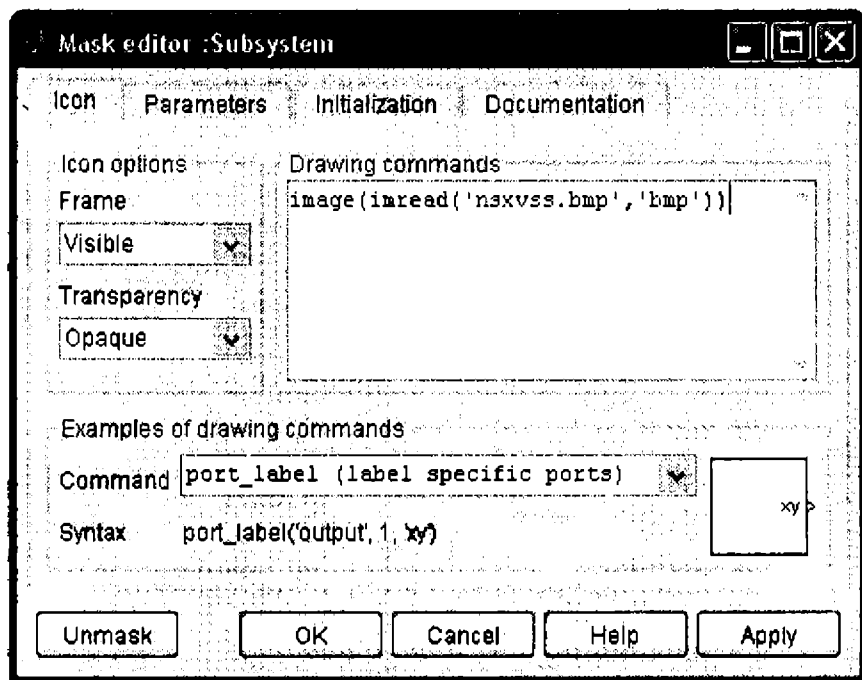 Mask editor :Subsystem
Icon Parameters Initialization Documentation
Icon options
Frame
Visible
Transparency
Opaque
Drawing commands
image(imread('nsxvss.bmp','bmp'))
Examples of drawing commands
Command port_label (label specific ports)
Syntax port_label('output', 1, 'xy')
xy
Unmask OK Cancel Help Apply